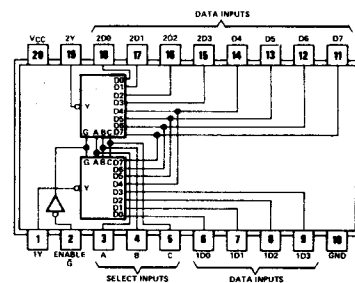 DATA INPUTS
VCC 2Y 2D0 2D1 2D2 2D3 D4 D5 D6 D7
20 19 18 17 16 15 14 13 12 11
D0
D1
D2
D3
Y D4
D5
D6
G A B C D7
G A B C D7
D6
D5
Y D4
D3
D2
D1
D0
1 2 3 4 5 6 7 8 9 10
1Y ENABLE G A B C 1D0 1D1 1D2 1D3 GND
SELECT INPUTS DATA INPUTS